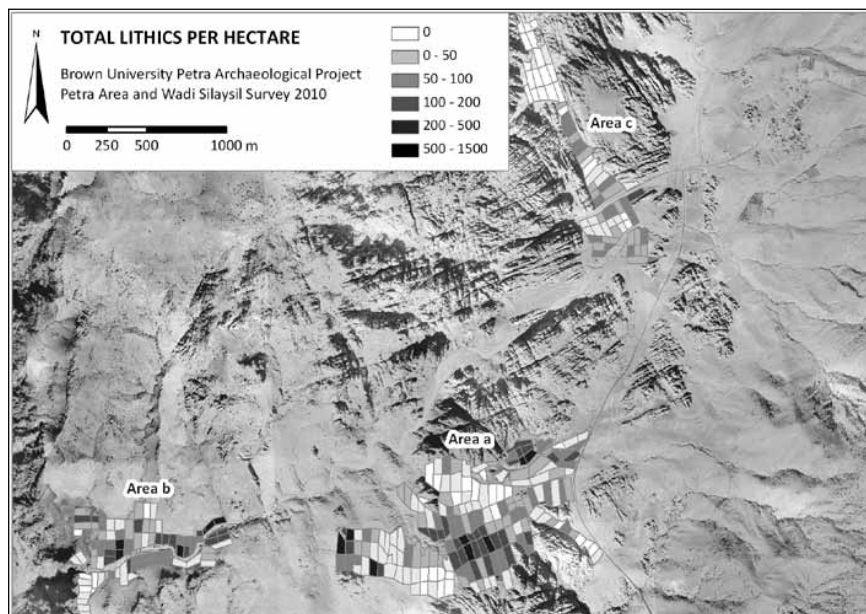 N
TOTAL LITHICS PER HECTARE
Brown University Petra Archaeological Project
Petra Area and Wadi Silaysil Survey 2010
0 250 500 1000 m
0
0 - 50
50 - 100
100 - 200
200 - 500
500 - 1500
Area c
Area a
Area b